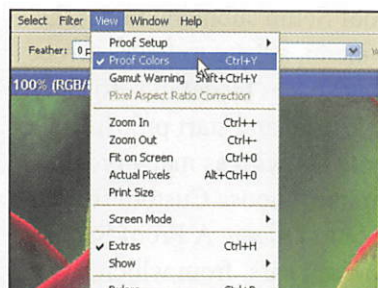 Select Filter View Window Help
Feather: 0 p
Proof Setup
Proof Colors Ctrl+Y
Gamut Warning Shift+Ctrl+Y
100% (RGB/
Pixel Aspect Ratio Correction
Zoom In Ctrl++
Zoom Out Ctrl+-
Fit on Screen Ctrl+0
Actual Pixels Alt+Ctrl+0
Print Size
Screen Mode
Extras Ctrl+H
Show